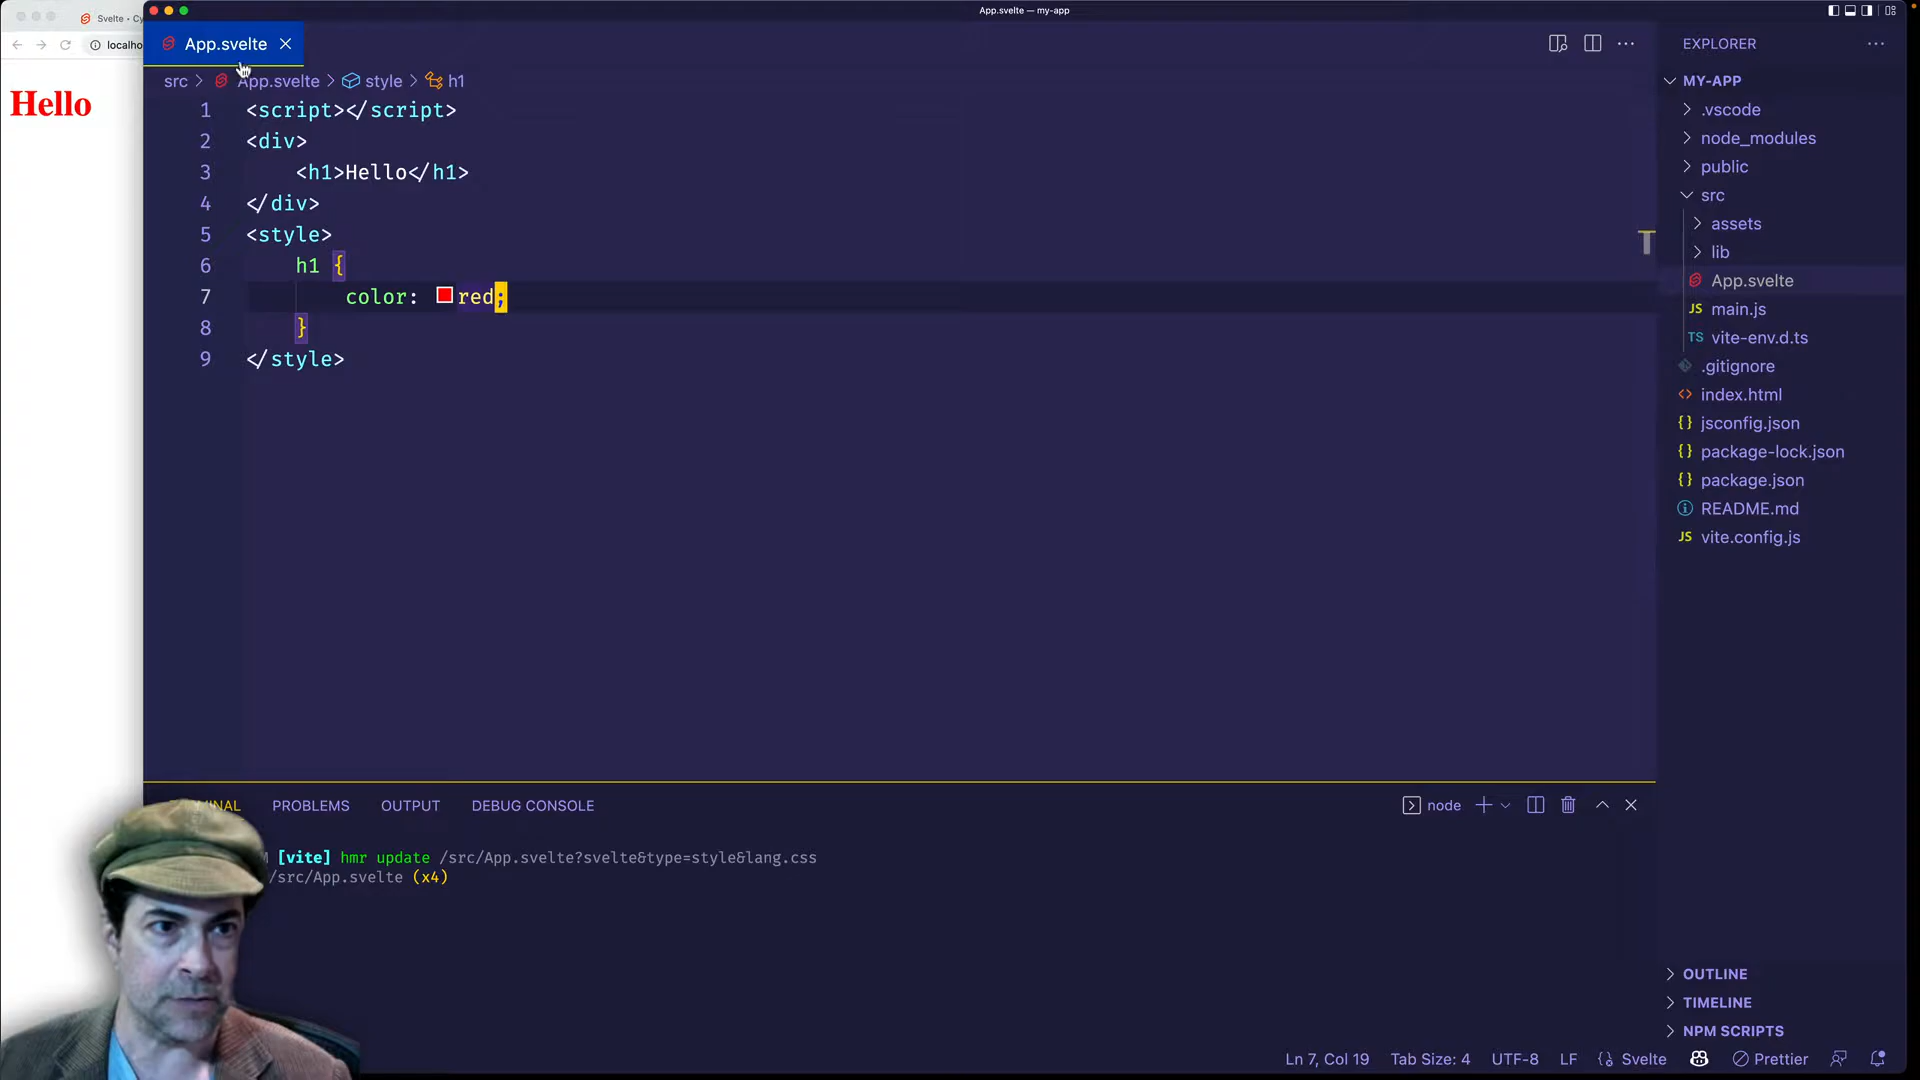 Svelte • Cy
App.svelte — my-app
localho
App.svelte
EXPLORER
src > App.svelte > style > h1
MY-APP
Hello
1 <script></script>
2 <div>
3 <h1>Hello</h1>
4 </div>
5 <style>
6 h1 {
7 color: red;
8 }
9 </style>
.vscode
node_modules
public
src
assets
lib
App.svelte
JS main.js
TS vite-env.d.ts
.gitignore
<> index.html
{} jsconfig.json
{} package-lock.json
{} package.json
README.md
JS vite.config.js
PROBLEMS OUTPUT DEBUG CONSOLE
node
[vite] hmr update /src/App.svelte?svelte&type=style&lang.css
/src/App.svelte (x4)
OUTLINE
TIMELINE
NPM SCRIPTS
Ln 7, Col 19 Tab Size: 4 UTF-8 LF {} Svelte Prettier